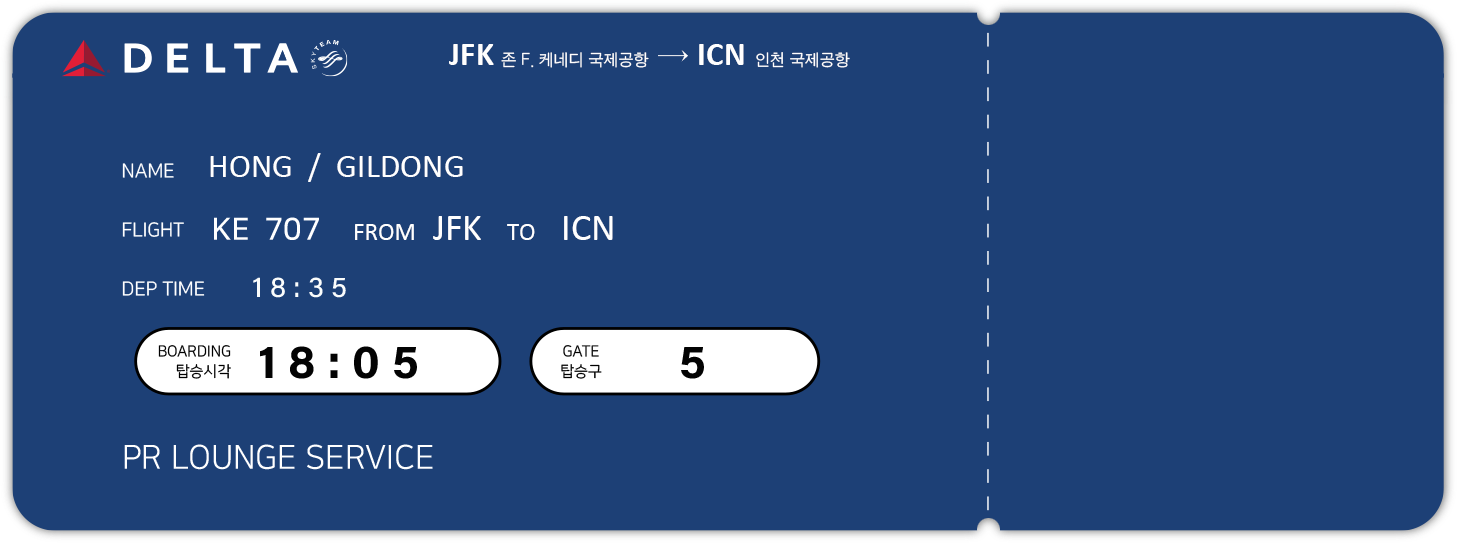 DELTA SKYTEAM JFK 존 F. 케네디 국제공항 → ICN 인천 국제공항
NAME HONG / GILDONG
FLIGHT KE 707 FROM JFK TO ICN
DEP TIME 18:35
BOARDING 탑승시각 18:05
GATE 탑승구 5
PR LOUNGE SERVICE